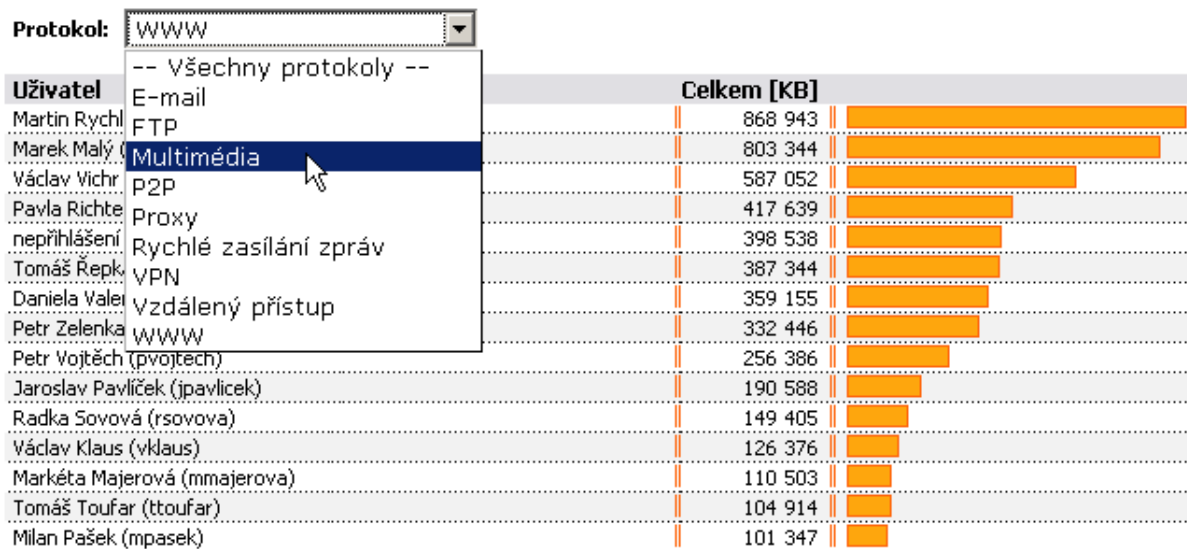 Protokol: WWW
-- Všechny protokoly --
E-mail
FTP
Multimédia
P2P
Proxy
Rychlé zasílání zpráv
VPN
Vzdálený přístup
WWW
Uživatel Celkem [KB]
Martin Rychl 868 943
Marek Malý ( 803 344
Václav Vichr 587 052
Pavla Richte 417 639
nepřihlášení 398 538
Tomáš Řepk 387 344
Daniela Vale 359 155
Petr Zelenka 332 446
Petr Vojtěch (pvojtech) 256 386
Jaroslav Pavlíček (jpavlicek) 190 588
Radka Sovová (rsovova) 149 405
Václav Klaus (vklaus) 126 376
Markéta Majerová (mmajerova) 110 503
Tomáš Toufar (ttoufar) 104 914
Milan Pašek (mpasek) 101 347